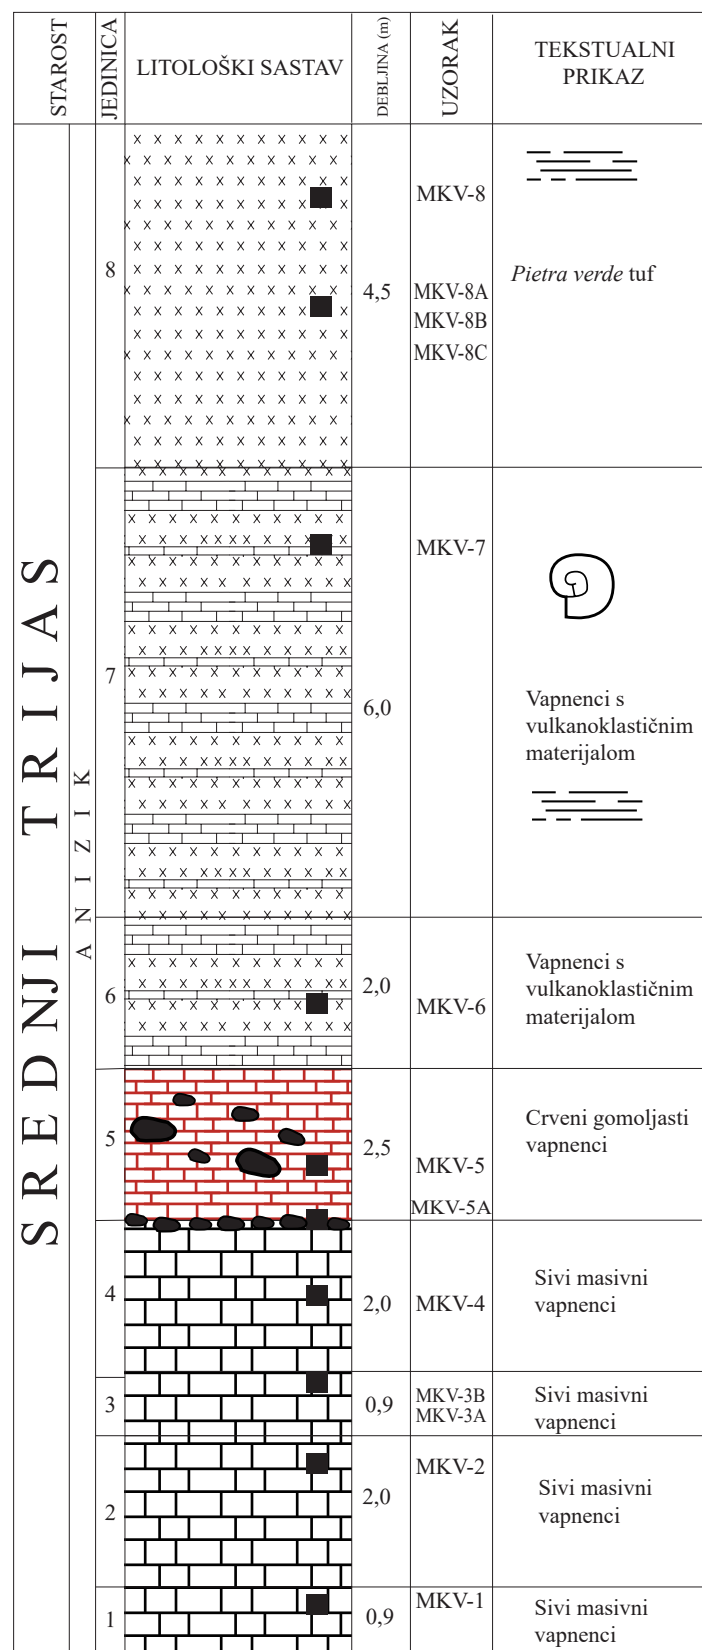 STAROST
JEDINICA
LITOLOŠKI SASTAV
DEBLJINA (m)
UZORAK
TEKSTUALNI
PRIKAZ
SREDNJI TRIJAS
ANIZIK
8
4,5
MKV-8
MKV-8A
MKV-8B
MKV-8C
Pietra verde tuf
7
6,0
MKV-7
Vapnenci s
vulkanoklastičnim
materijalom
6
2,0
MKV-6
Vapnenci s
vulkanoklastičnim
materijalom
5
2,5
MKV-5
MKV-5A
Crveni gomoljasti
vapnenci
4
2,0
MKV-4
Sivi masivni
vapnenci
3
0,9
MKV-3B
MKV-3A
Sivi masivni
vapnenci
2
2,0
MKV-2
Sivi masivni
vapnenci
1
0,9
MKV-1
Sivi masivni
vapnenci